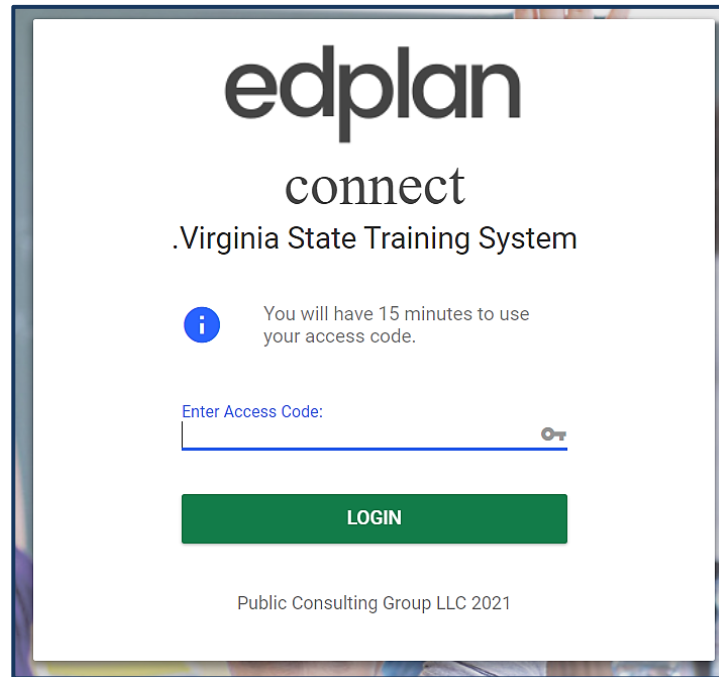 edplan
connect
.Virginia State Training System
You will have 15 minutes to use
your access code.
Enter Access Code:
LOGIN
Public Consulting Group LLC 2021